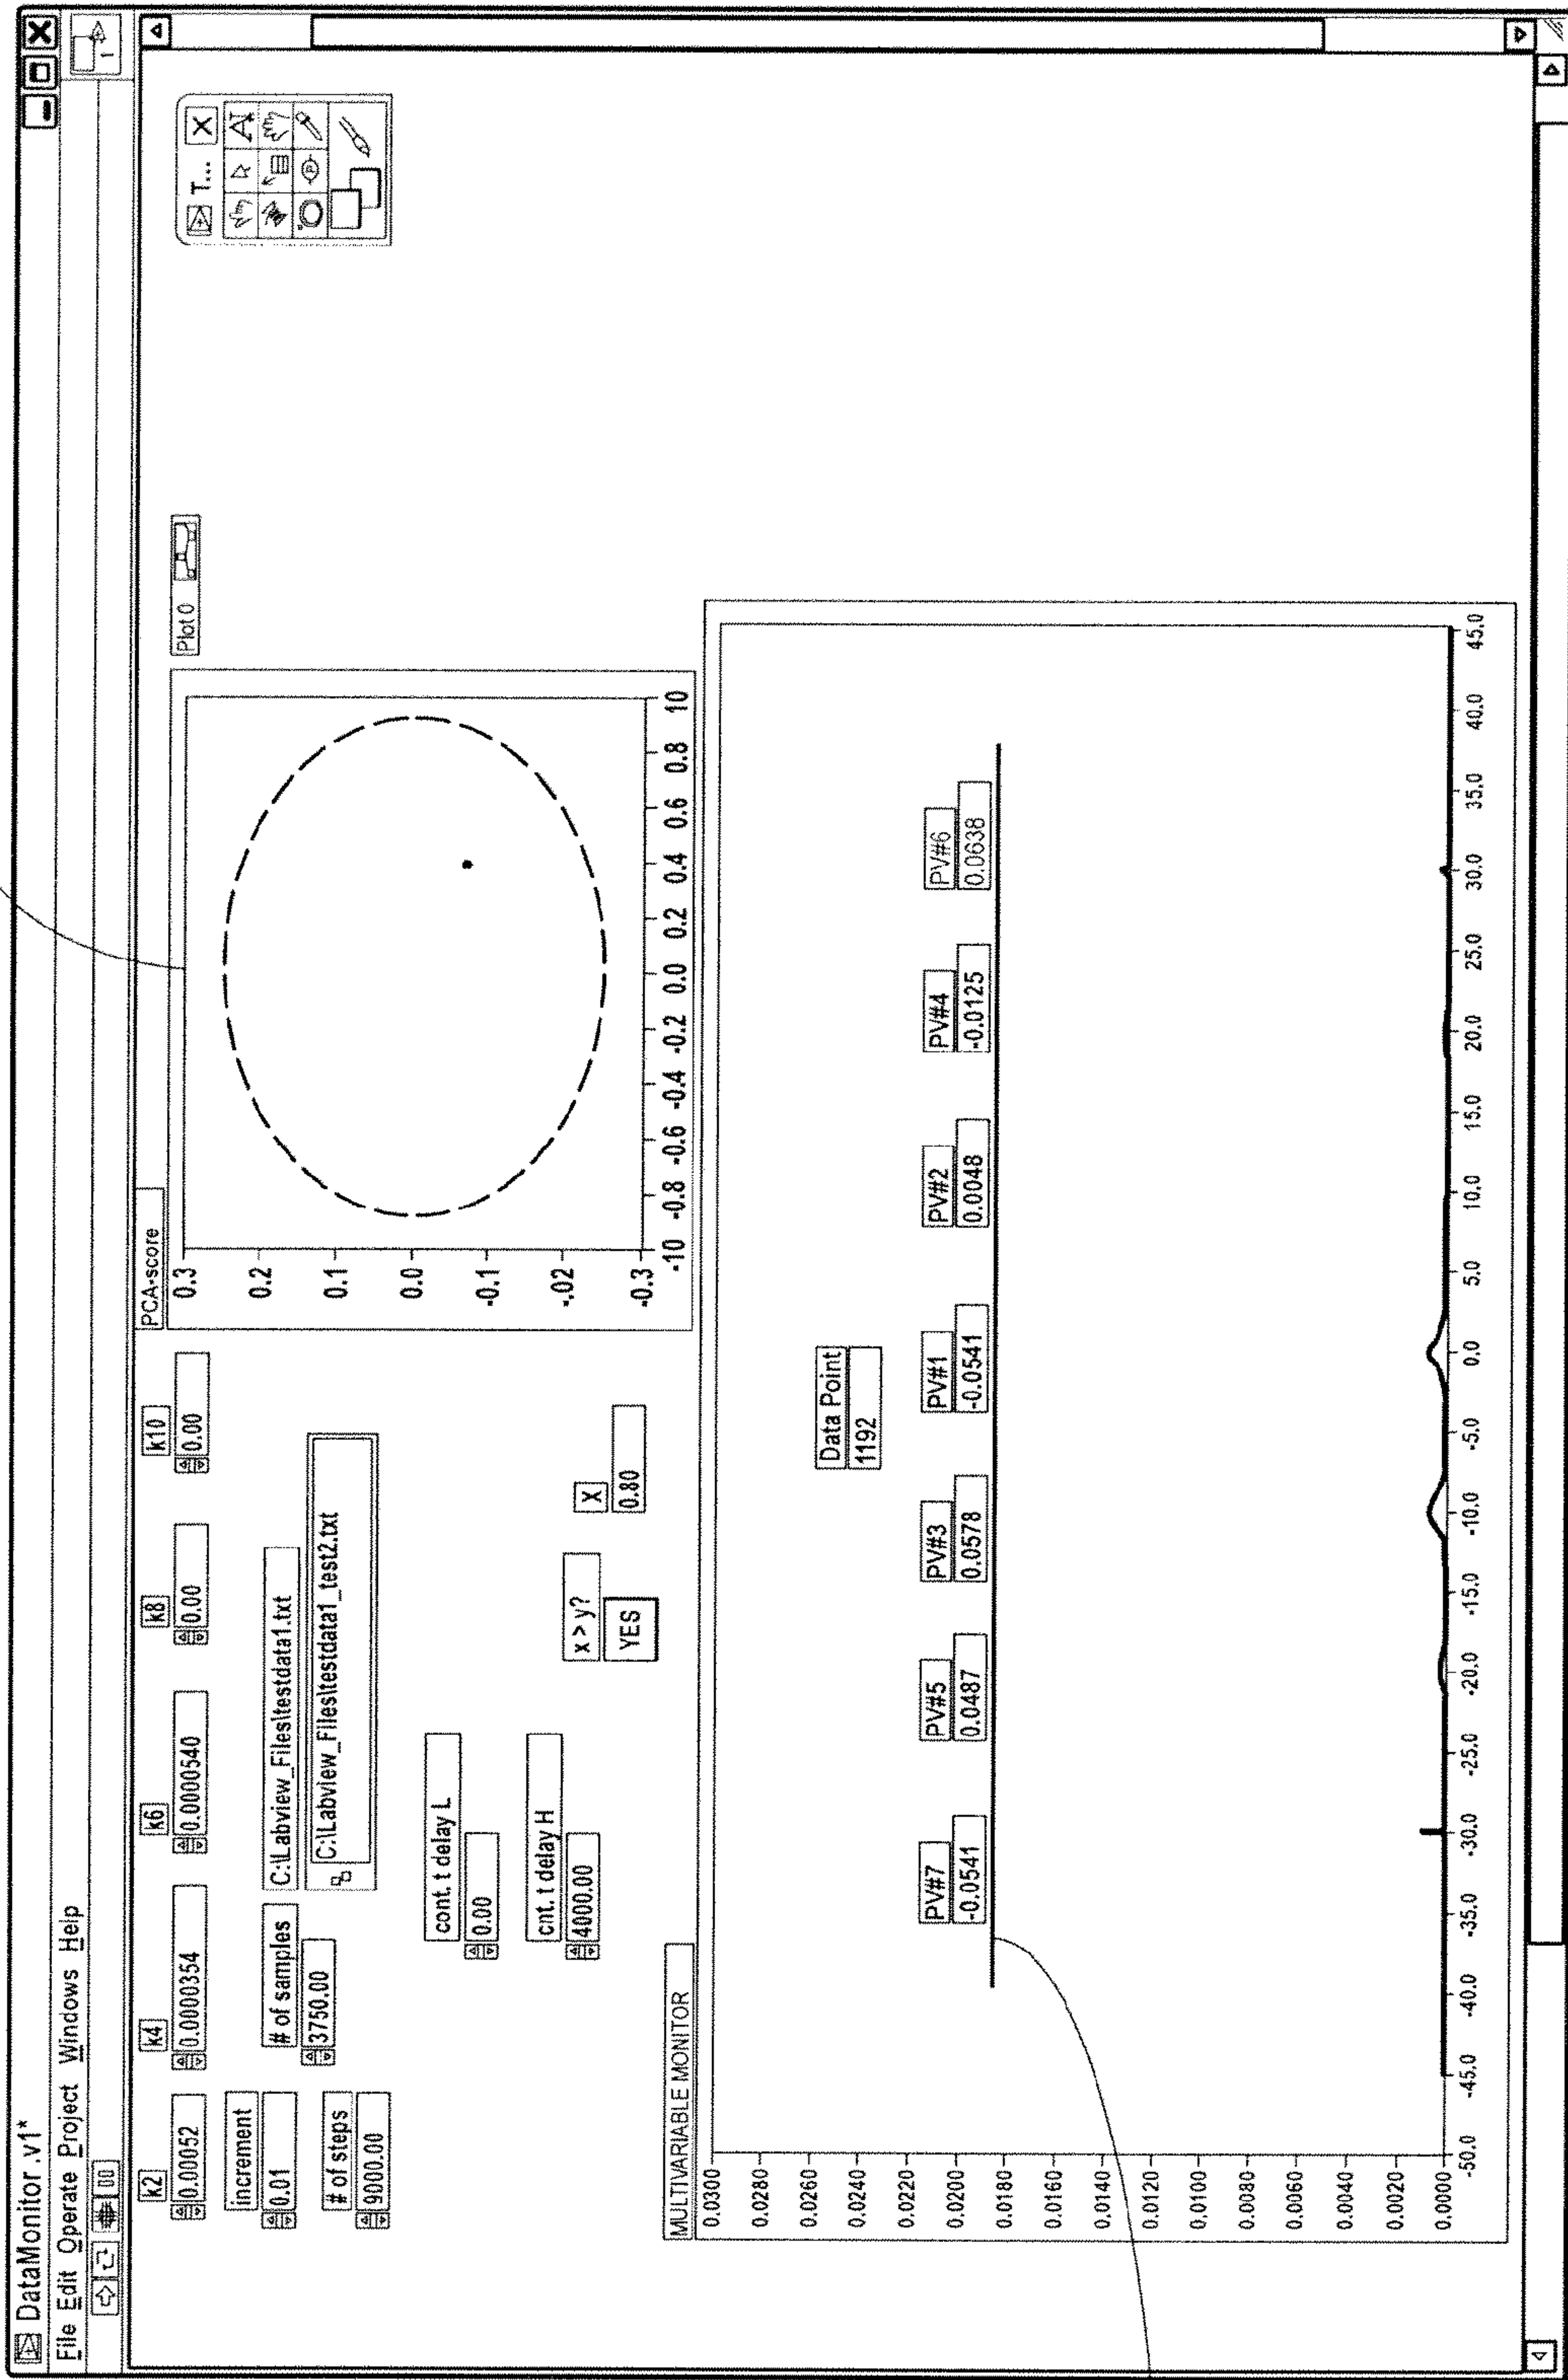 DataMonitor.v1*
File Edit Operate Project Windows Help
k2
k4
k6
k8
k10
0.00052
0.0000354
0.0000540
0.00
0.00
increment
0.01
# of samples
3750.00
C:\Labview_Files\testdata1.txt
C:\Labview_Files\testdata1_test2.txt
# of steps
9000.00
cont. t delay L
0.00
cnt. t delay H
4000.00
x > y?
YES
X
0.80
PCA-score
Plot 0
0.3
0.2
0.1
0.0
-0.1
-.02
-0.3
-10 -0.8 -0.6 -0.4 -0.2 0.0 0.2 0.4 0.6 0.8 10
T...
MULTIVARIABLE MONITOR
Data Point
1192
PV#7 PV#5 PV#3 PV#1 PV#2 PV#4 PV#6
-0.0541 0.0487 0.0578 -0.0541 0.0048 -0.0125 0.0638
0.0300
0.0280
0.0260
0.0240
0.0220
0.0200
0.0180
0.0160
0.0140
0.0120
0.0100
0.0080
0.0060
0.0040
0.0020
0.0000
-50.0 -45.0 -40.0 -35.0 -30.0 -25.0 -20.0 -15.0 -10.0 -5.0 0.0 5.0 10.0 15.0 20.0 25.0 30.0 35.0 40.0 45.0